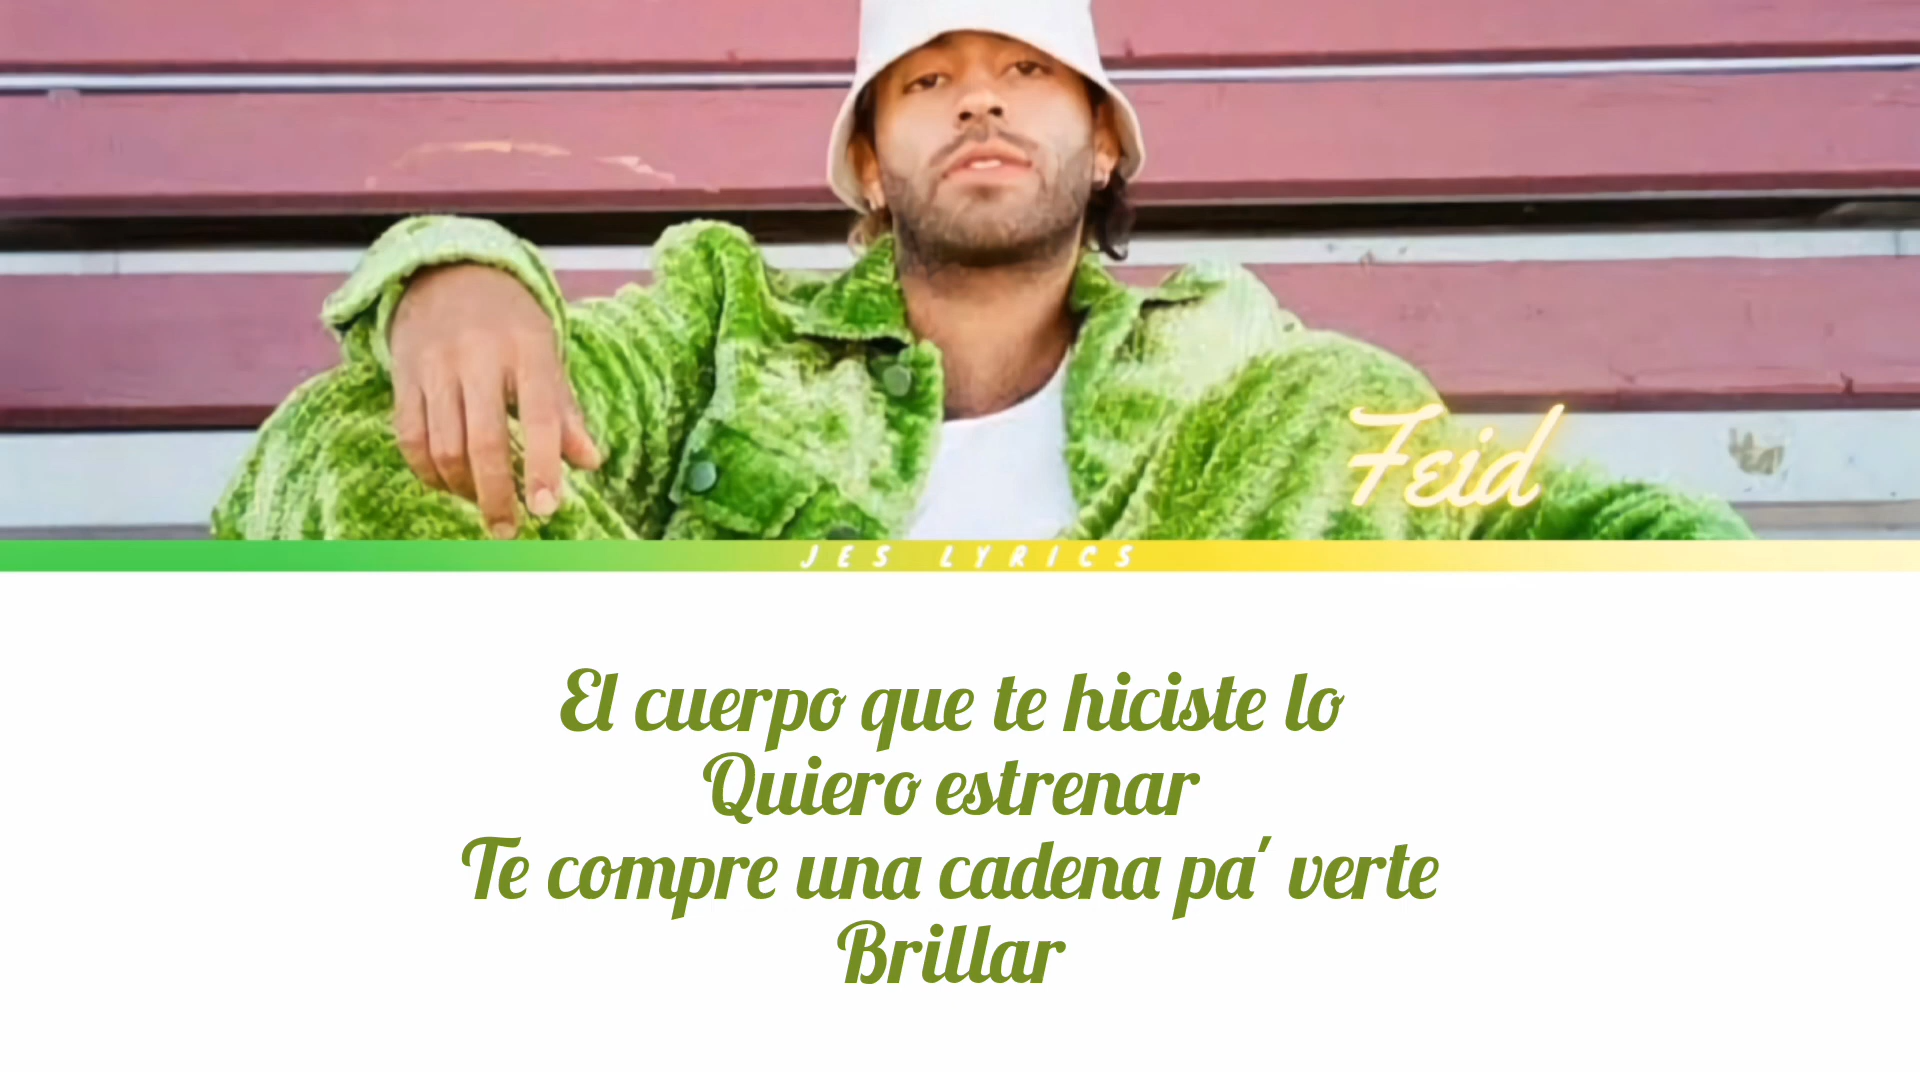 Feid
JES LYRICS
El cuerpo que te hiciste lo
Quiero estrenar
Te compre una cadena pa' verte
Brillar